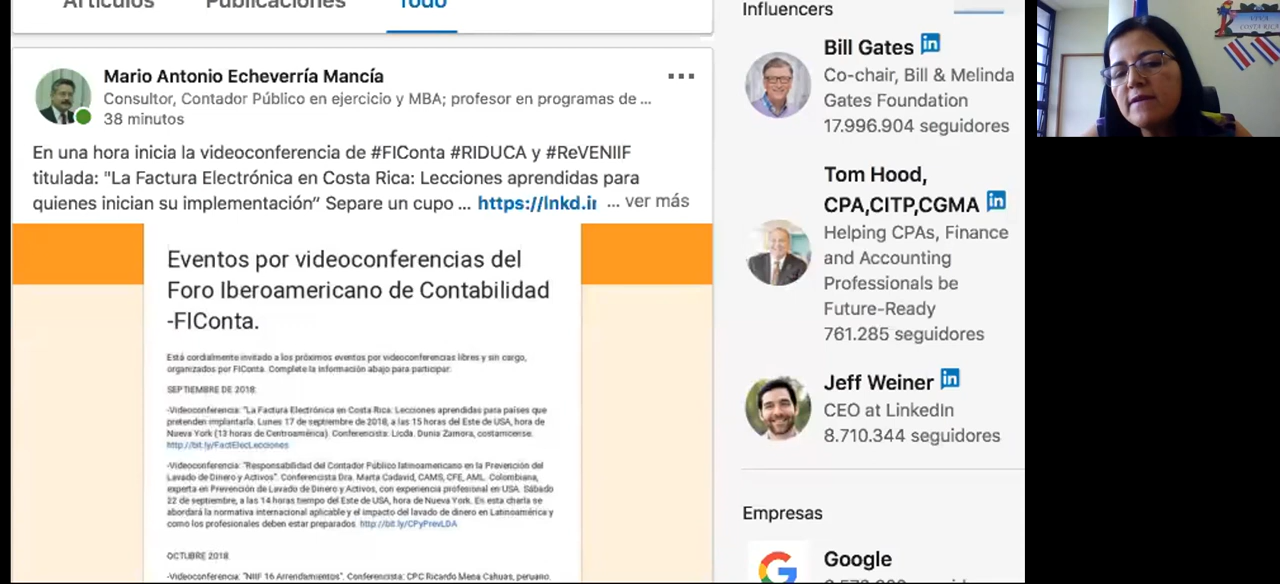 Artículos Publicaciones Todo
Mario Antonio Echeverría Mancía
Consultor, Contador Público en ejercicio y MBA; profesor en programas de ...
38 minutos
En una hora inicia la videoconferencia de #FIConta #RIDUCA y #ReVENIIF
titulada: "La Factura Electrónica en Costa Rica: Lecciones aprendidas para
quienes inician su implementación“ Separe un cupo ... https://lnkd.in ... ver más
Eventos por videoconferencias del
Foro Iberoamericano de Contabilidad
-FIConta.
Está cordialmente invitado a los próximos eventos por videoconferencias libres y sin cargo,
organizados por FIConta. Complete la información abajo para participar:
SEPTIEMBRE DE 2018:
-Videoconferencia: "La Factura Electrónica en Costa Rica: Lecciones aprendidas para países que
pretenden implantarla. Lunes 17 de septiembre de 2018, a las 15 horas del Este de USA, hora de
Nueva York (13 horas de Centroamérica). Conferencista: Licda. Dunia Zamora, costarricense.
http://bit.ly/FactElecLecciones
-Videoconferencia: "Responsabilidad del Contador Público latinoamericano en la Prevención del
Lavado de Dinero y Activos". Conferencista Dra. Marta Cadavid, CAMS, CFE, AML. Colombiana,
experta en Prevención de Lavado de Dinero y Activos, con experiencia profesional en USA. Sábado
22 de septiembre, a las 14 horas tiempo del Este de USA, hora de Nueva York. En esta charla se
abordará la normativa internacional aplicable y el impacto del lavado de dinero en Latinoamérica y
como los profesionales deben estar preparados. http://bit.ly/CPyPrevLDA
OCTUBRE 2018:
-Videoconferencia: "NIIF 16 Arrendamientos". Conferencista: CPC Ricardo Mena Cahuas, peruano.
Influencers
Bill Gates in
Co-chair, Bill & Melinda
Gates Foundation
17.996.904 seguidores
Tom Hood,
CPA,CITP,CGMA in
Helping CPAs, Finance
and Accounting
Professionals be
Future-Ready
761.285 seguidores
Jeff Weiner in
CEO at LinkedIn
8.710.344 seguidores
Empresas
Google
VIVA
COSTA RICA